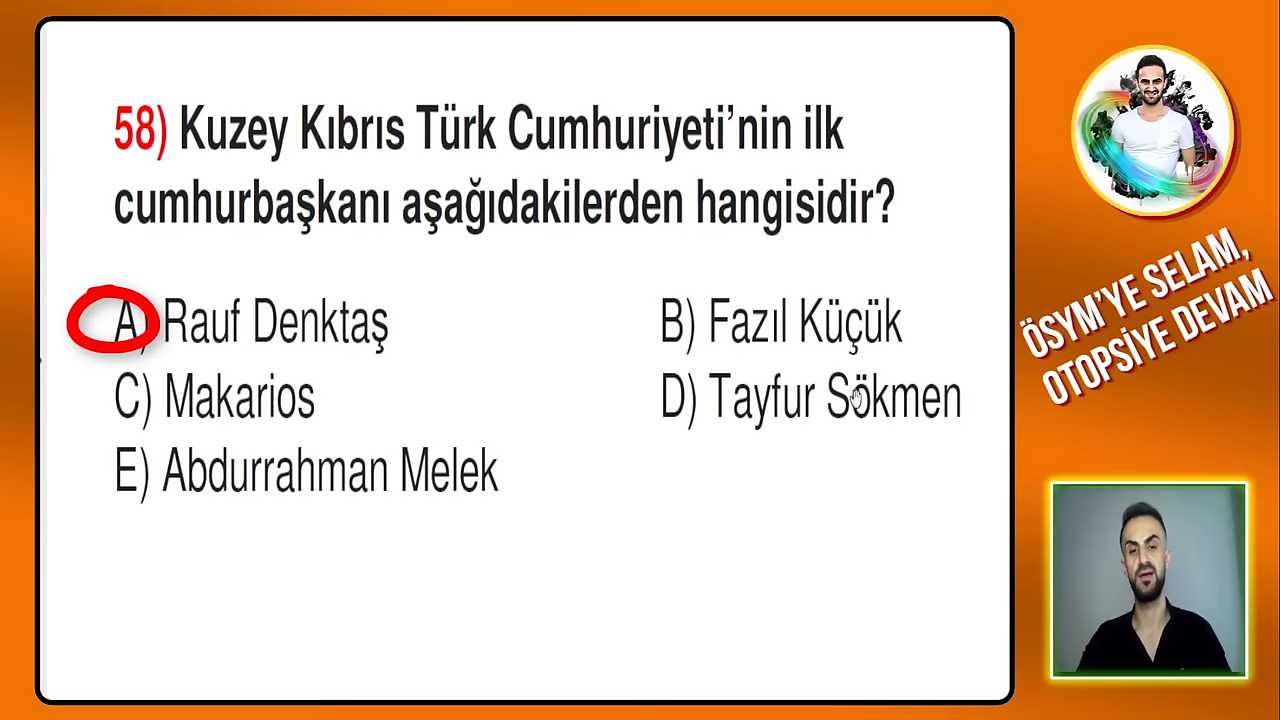 58) Kuzey Kıbrıs Türk Cumhuriyeti’nin ilk
cumhurbaşkanı aşağıdakilerden hangisidir?
A) Rauf Denktaş
B) Fazıl Küçük
C) Makarios
D) Tayfur Sökmen
E) Abdurrahman Melek
ÖSYM'YE SELAM,
OTOPSİYE DEVAM